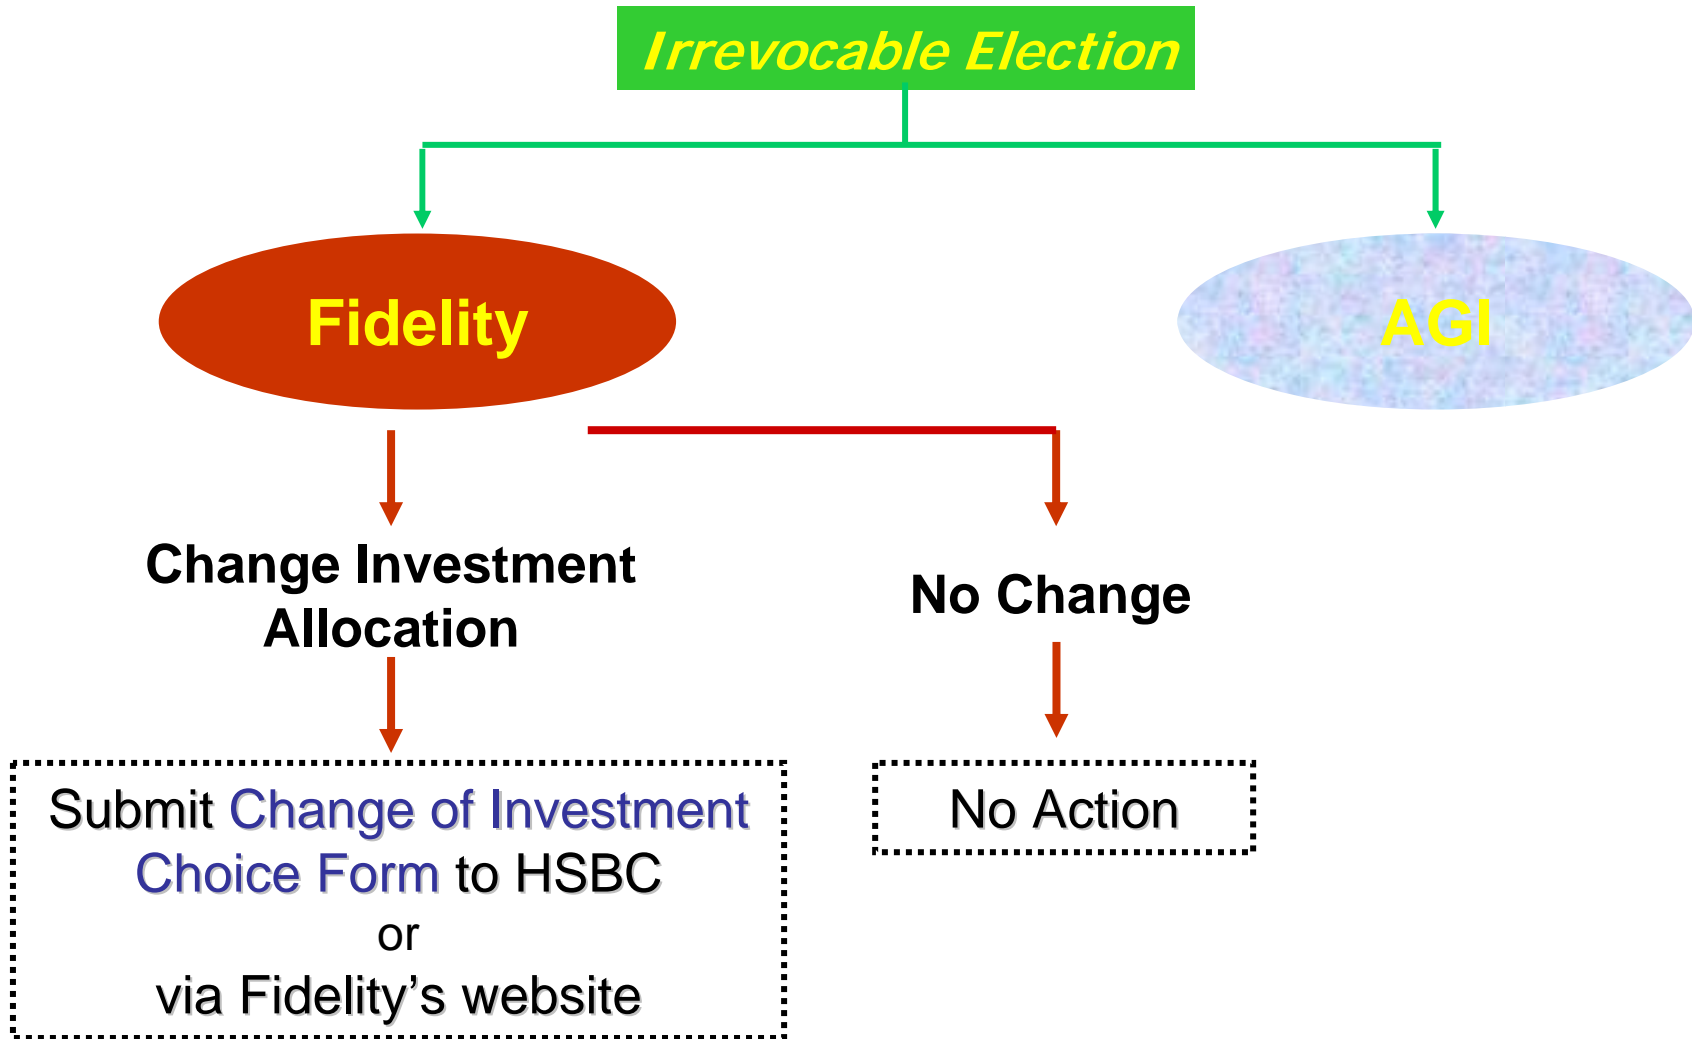 Irrevocable Election
Fidelity
AGI
Change Investment
Allocation
No Change
Submit Change of Investment
Choice Form to HSBC
or
via Fidelity’s website
No Action